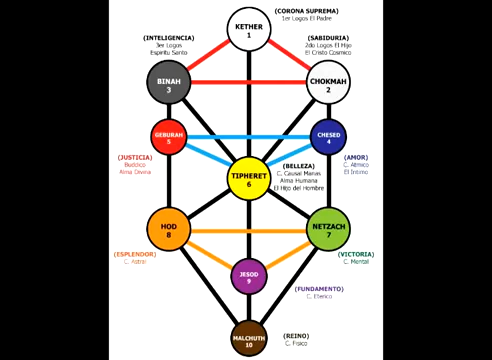 (CORONA SUPREMA)
1er Logos El Padre
KETHER
1
(INTELIGENCIA)
3er Logos
Espiritu Santo
(SABIDURIA)
2do Logos El Hijo
El Cristo Cosmico
BINAH
3
CHOKMAH
2
GEBURAH
5
CHESED
4
(JUSTICIA)
Buddico
Alma Divina
(BELLEZA)
C. Causal Manas
Alma Humana
El Hijo del Hombre
(AMOR)
C. Atmico
El Intimo
TIPHERET
6
HOD
8
NETZACH
7
(ESPLENDOR)
C. Astral
(VICTORIA)
C. Mental
JESOD
9
(FUNDAMENTO)
C. Eterico
MALCHUTH
10
(REINO)
C. Fisico